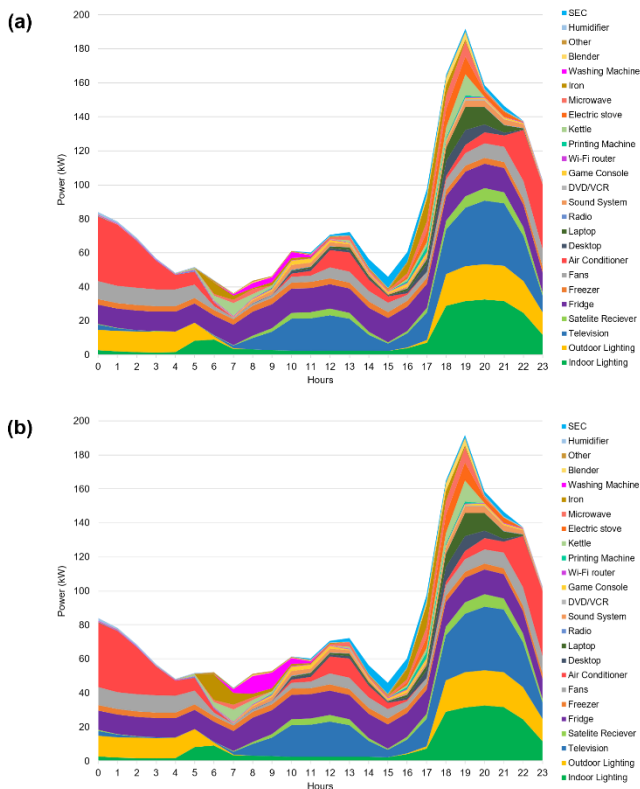 (a)
200
180
160
140
120
100
80
60
40
20
0
Power (kW)
0 1 2 3 4 5 6 7 8 9 10 11 12 13 14 15 16 17 18 19 20 21 22 23
Hours
SEC
Humidifier
Other
Blender
Washing Machine
Iron
Microwave
Electric stove
Kettle
Printing Machine
Wi-Fi router
Game Console
DVD/VCR
Sound System
Radio
Laptop
Desktop
Air Conditioner
Fans
Freezer
Fridge
Satelite Reciever
Television
Outdoor Lighting
Indoor Lighting
(b)
200
180
160
140
120
100
80
60
40
20
0
Power (kW)
0 1 2 3 4 5 6 7 8 9 10 11 12 13 14 15 16 17 18 19 20 21 22 23
Hours
SEC
Humidifier
Other
Blender
Washing Machine
Iron
Microwave
Electric stove
Kettle
Printing Machine
Wi-Fi router
Game Console
DVD/VCR
Sound System
Radio
Laptop
Desktop
Air Conditioner
Fans
Freezer
Fridge
Satelite Reciever
Television
Outdoor Lighting
Indoor Lighting